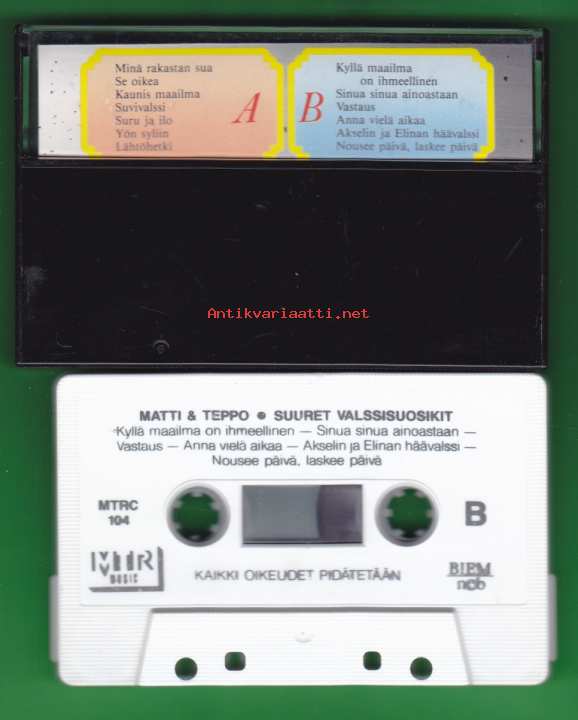 Minä rakastan sua
Se oikea
Kaunis maailma
Suvivalssi
Suru ja ilo
Yön syliin
Lähtöhetki
A
B
Kyllä maailma
on ihmeellinen
Sinua sinua ainoastaan
Vastaus
Anna vielä aikaa
Akselin ja Elinan häävalssi
Nousee päivä, laskee päivä
Antikvariaatti.net
MATTI & TEPPO • SUURET VALSSISUOSIKIT
Kyllä maailma on ihmeellinen — Sinua sinua ainoastaan —
Vastaus — Anna vielä aikaa — Akselin ja Elinan häävalssi —
Nousee päivä, laskee päivä
MTRC
104
B
MTR
MUSIC
KAIKKI OIKEUDET PIDÄTETÄÄN
BIEM
ncb